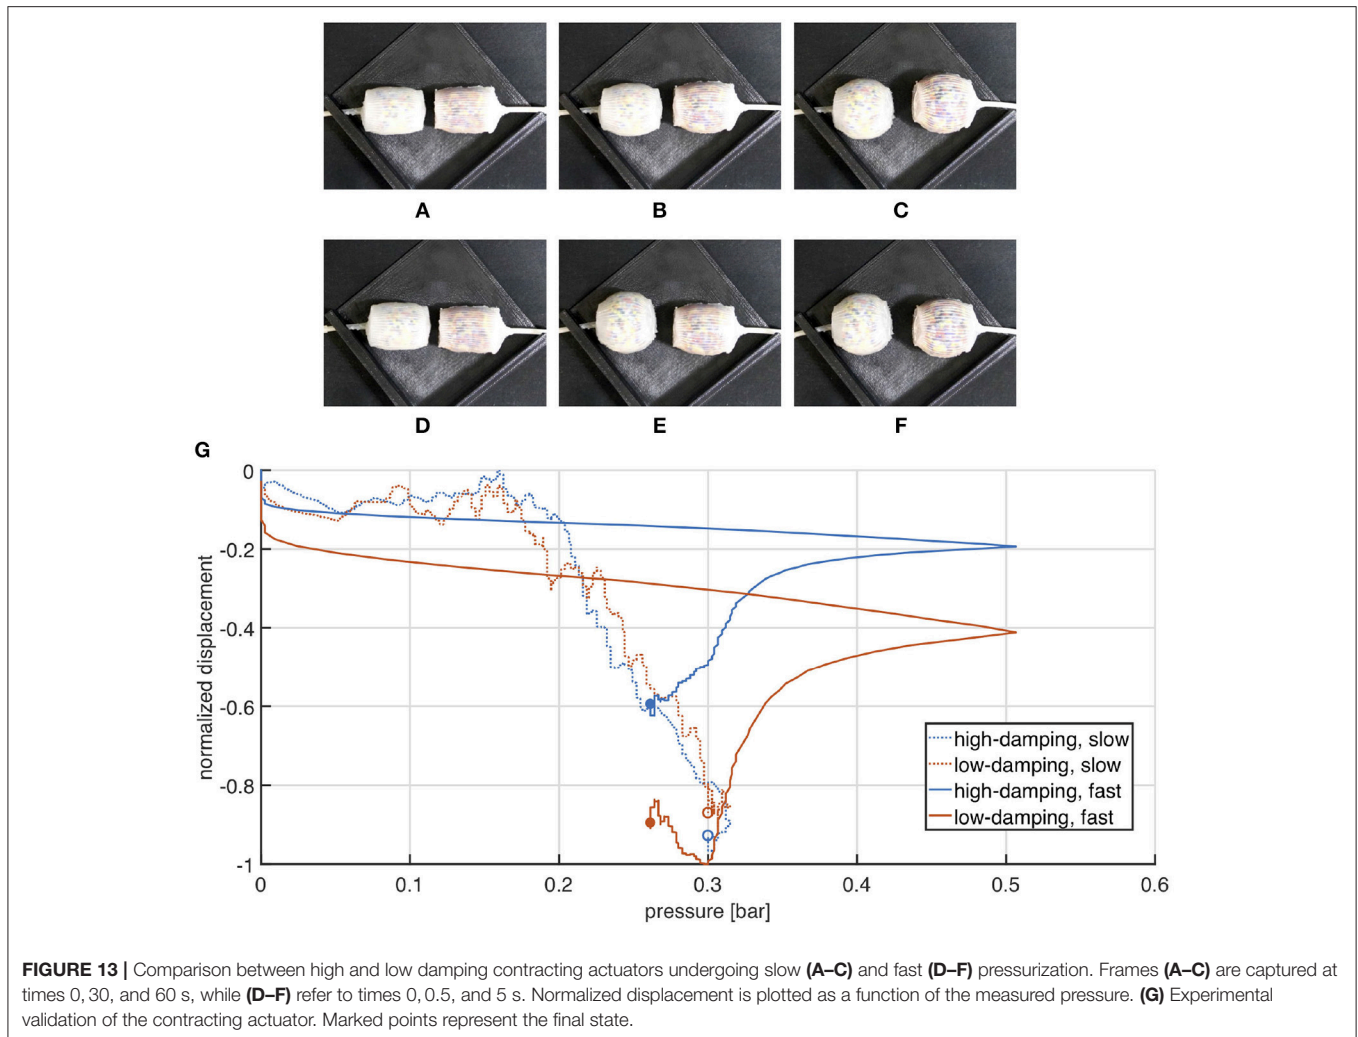 A
B
C
D
E
F
G
0
-0.2
-0.4
-0.6
-0.8
-1
normalized displacement
0
0.1
0.2
0.3
0.4
0.5
0.6
pressure [bar]
high-damping, slow
low-damping, slow
high-damping, fast
low-damping, fast
FIGURE 13 | Comparison between high and low damping contracting actuators undergoing slow (A–C) and fast (D–F) pressurization. Frames (A–C) are captured at
times 0, 30, and 60 s, while (D–F) refer to times 0, 0.5, and 5 s. Normalized displacement is plotted as a function of the measured pressure. (G) Experimental
validation of the contracting actuator. Marked points represent the final state.